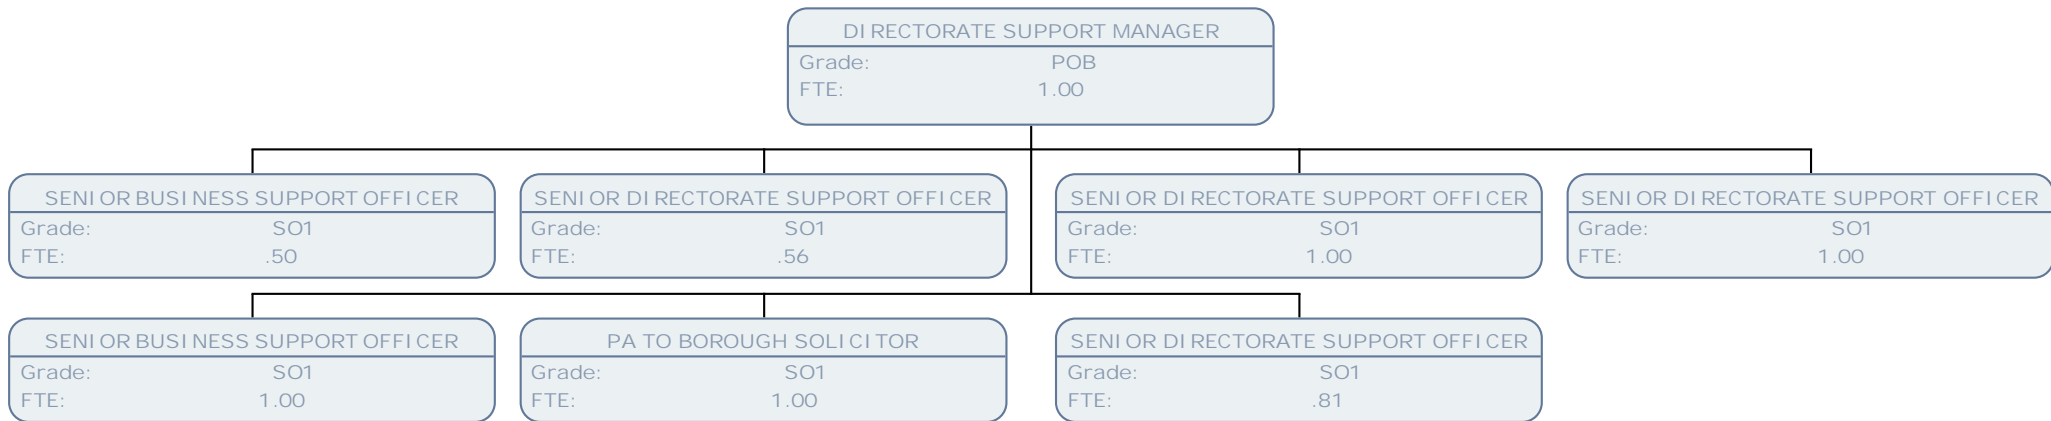 DIRECTORATE SUPPORT MANAGER
Grade: POB
FTE: 1.00
SENIOR BUSINESS SUPPORT OFFICER
Grade: SO1
FTE: .50
SENIOR DIRECTORATE SUPPORT OFFICER
Grade: SO1
FTE: .56
SENIOR DIRECTORATE SUPPORT OFFICER
Grade: SO1
FTE: 1.00
SENIOR DIRECTORATE SUPPORT OFFICER
Grade: SO1
FTE: 1.00
SENIOR BUSINESS SUPPORT OFFICER
Grade: SO1
FTE: 1.00
PA TO BOROUGH SOLICITOR
Grade: SO1
FTE: 1.00
SENIOR DIRECTORATE SUPPORT OFFICER
Grade: SO1
FTE: .81